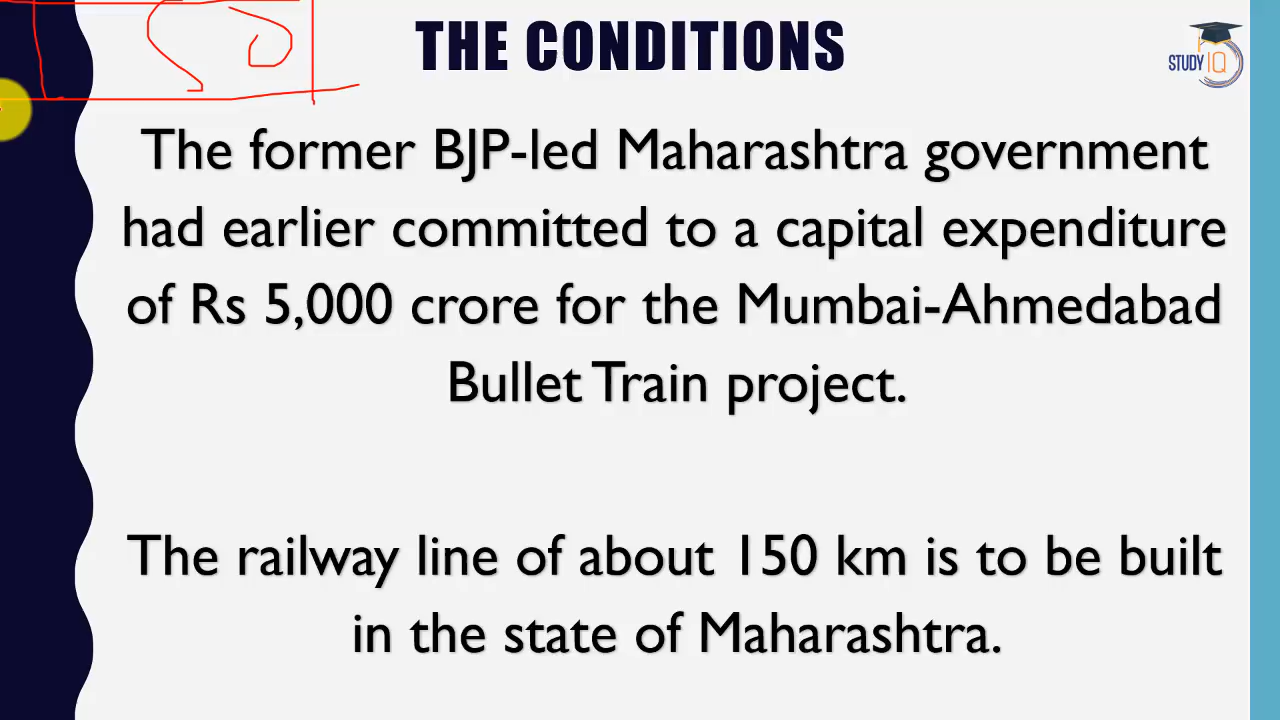 THE CONDITIONS
STUDY IQ
The former BJP-led Maharashtra government
had earlier committed to a capital expenditure
of Rs 5,000 crore for the Mumbai-Ahmedabad
Bullet Train project.
The railway line of about 150 km is to be built
in the state of Maharashtra.